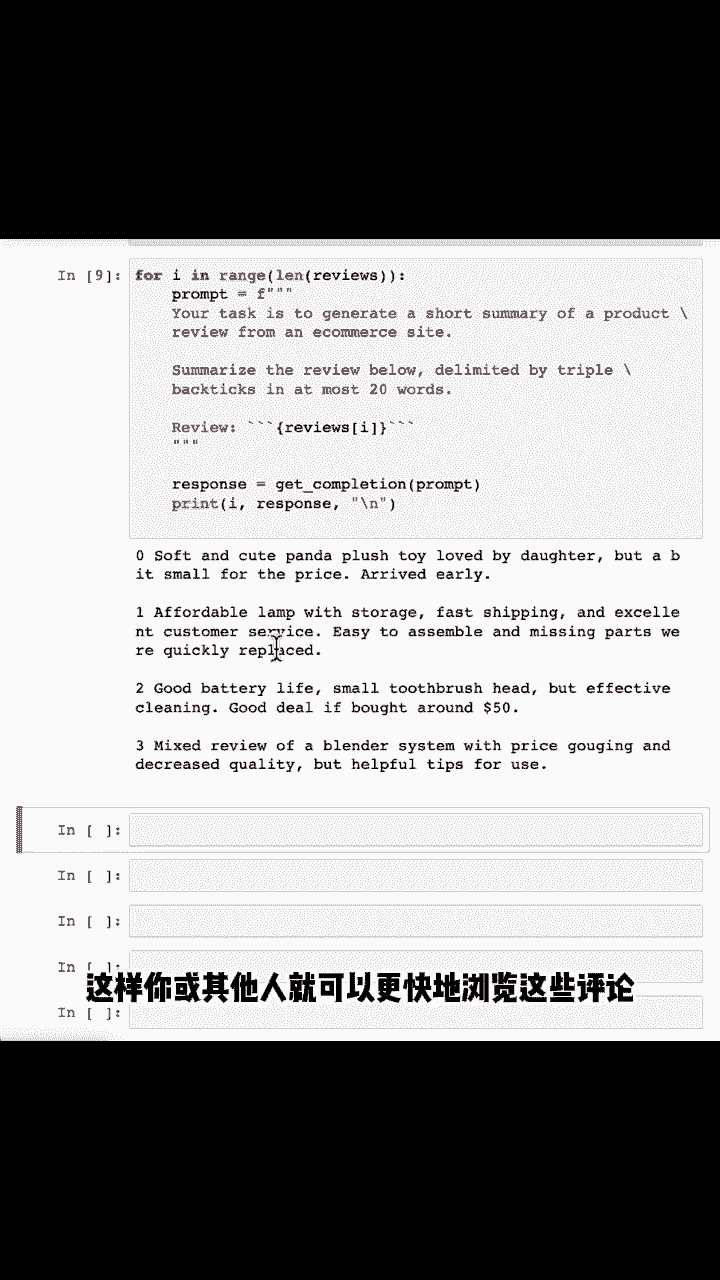 In [9]: for i in range(len(reviews)):
prompt = f"""
Your task is to generate a short summary of a product \
review from an ecommerce site.
Summarize the review below, delimited by triple \
backticks in at most 20 words.
Review: ```{reviews[i]}```
"""
response = get_completion(prompt)
print(i, response, "\n")
0 Soft and cute panda plush toy loved by daughter, but a b
it small for the price. Arrived early.
1 Affordable lamp with storage, fast shipping, and excelle
nt customer service. Easy to assemble and missing parts we
re quickly replaced.
2 Good battery life, small toothbrush head, but effective
cleaning. Good deal if bought around $50.
3 Mixed review of a blender system with price gouging and
decreased quality, but helpful tips for use.
In [ ]:
In [ ]:
In [ ]:
In [ ]:
这样你或其他人就可以更快地浏览这些评论
In [ ]: